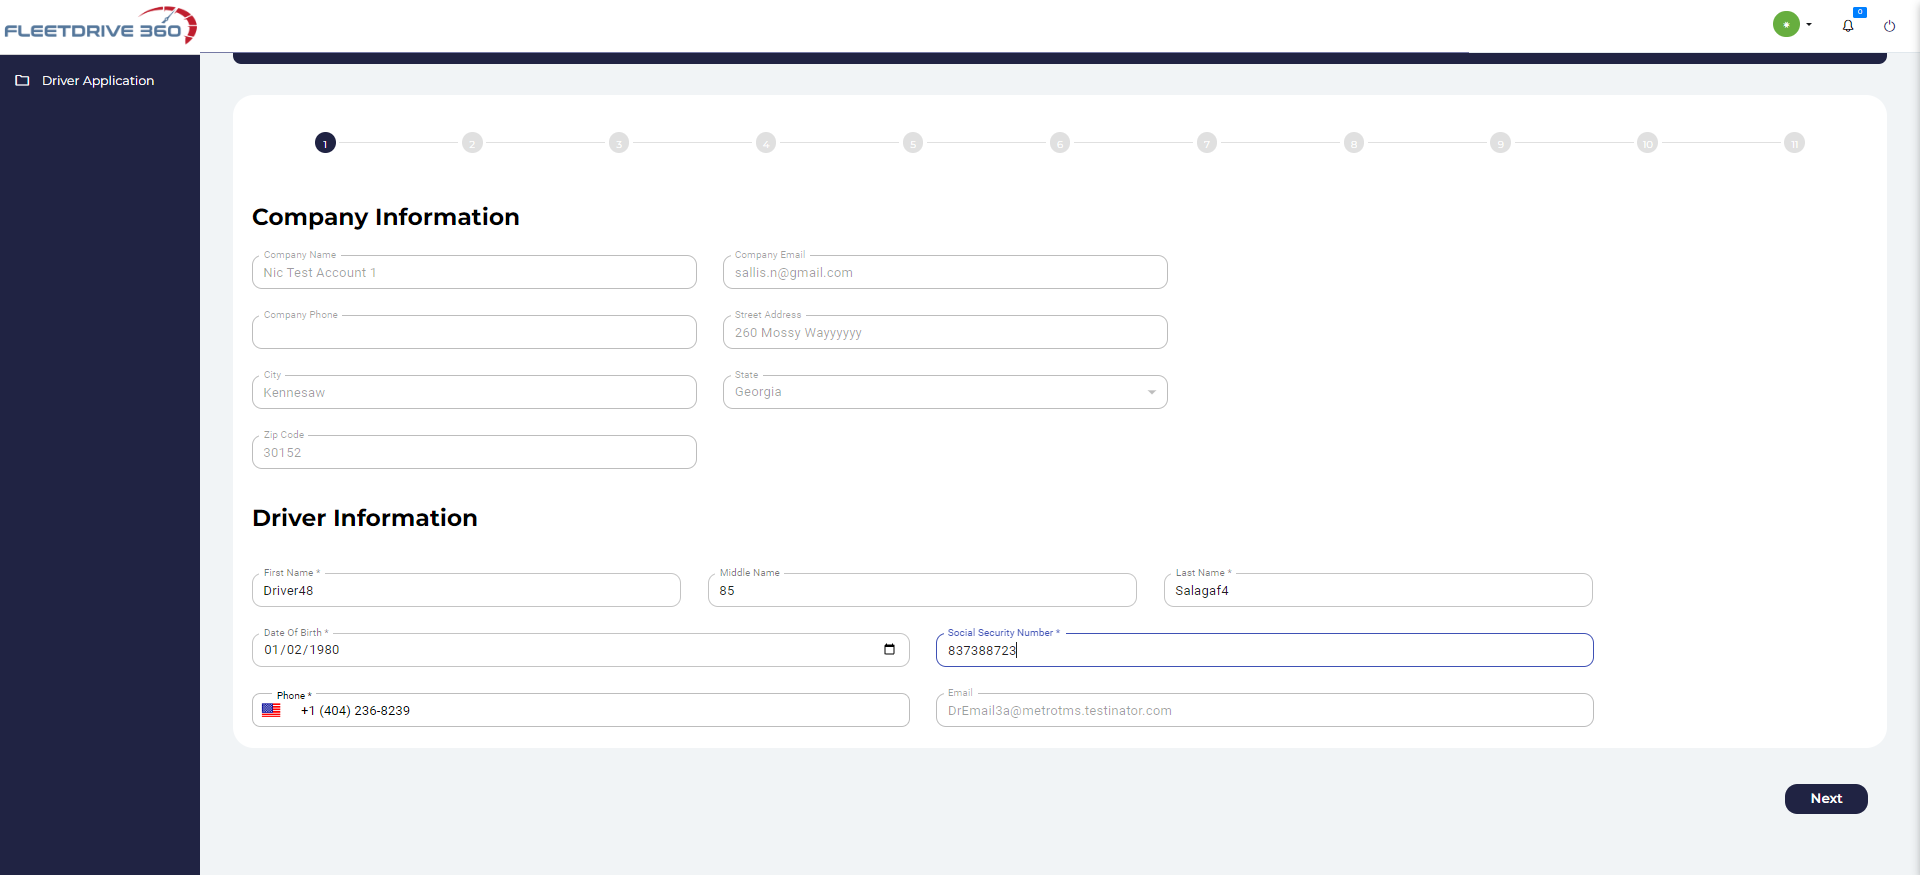 FLEETDRIVE 360
0
Driver Application
1 2 3 4 5 6 7 8 9 10 11
Company Information
Company Name
Nic Test Account 1
Company Email
sallis.n@gmail.com
Company Phone
Street Address
260 Mossy Wayyyyyy
City
Kennesaw
State
Georgia
Zip Code
30152
Driver Information
First Name *
Driver48
Middle Name
85
Last Name *
Salagaf4
Date Of Birth *
01/02/1980
Social Security Number *
837388723
Phone *
+1 (404) 236-8239
Email
DrEmail3a@metrotms.testinator.com
Next